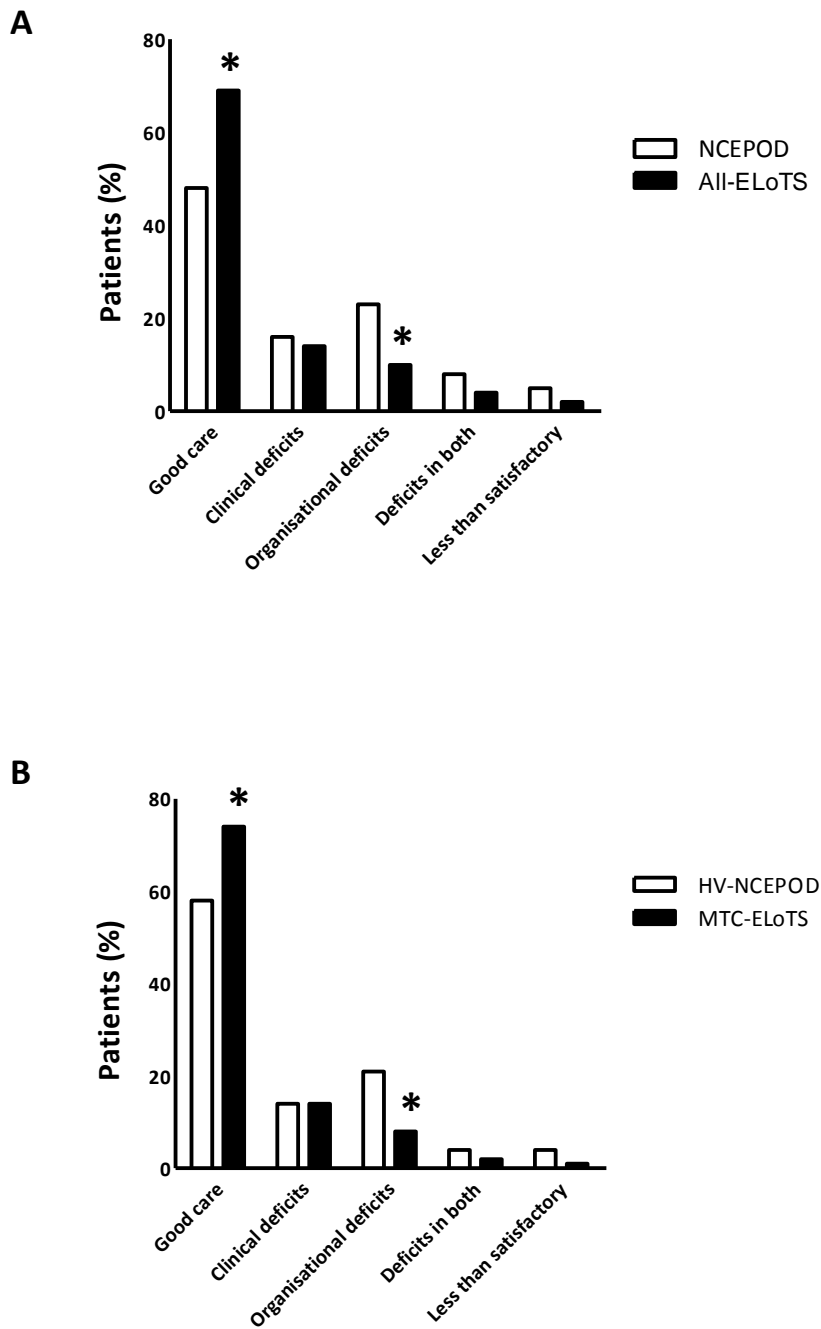 A
80
60
40
20
0
Patients (%)
*
*
NCEPOD
All-ELoTS
Good care
Clinical deficits
Organisational deficits
Deficits in both
Less than satisfactory
B
80
60
40
20
0
Patients (%)
*
*
HV-NCEPOD
MTC-ELoTS
Good care
Clinical deficits
Organisational deficits
Deficits in both
Less than satisfactory